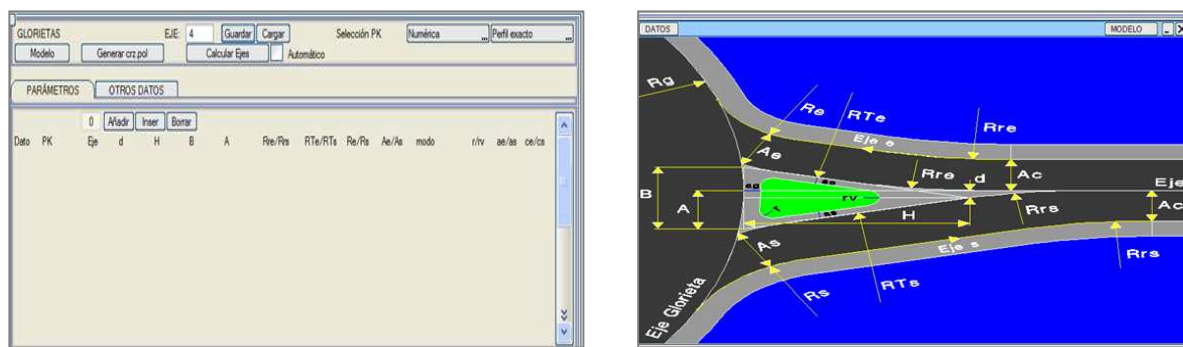 GLORIETAS EJE: 4 Guardar Cargar Selección PK Numérica ... Perfil exacto ...
Modelo Generar crz.pol Calcular Ejes Automático
PARÁMETROS OTROS DATOS
0 Añadir Inser Borrar
Dato PK Eje d H B A Rre/Rrs RTe/RTs Re/Rs Ae/As modo r/rv ae/as ce/cs
DATOS MODELO
Rg
Re
RTe
Rre
Eje e
Ae
Rre
d
Ac
B
ae
Eje
A
rv
r
H
Rrs
Ac
As
Eje s
Rrs
RTs
Rs
Eje Glorieta